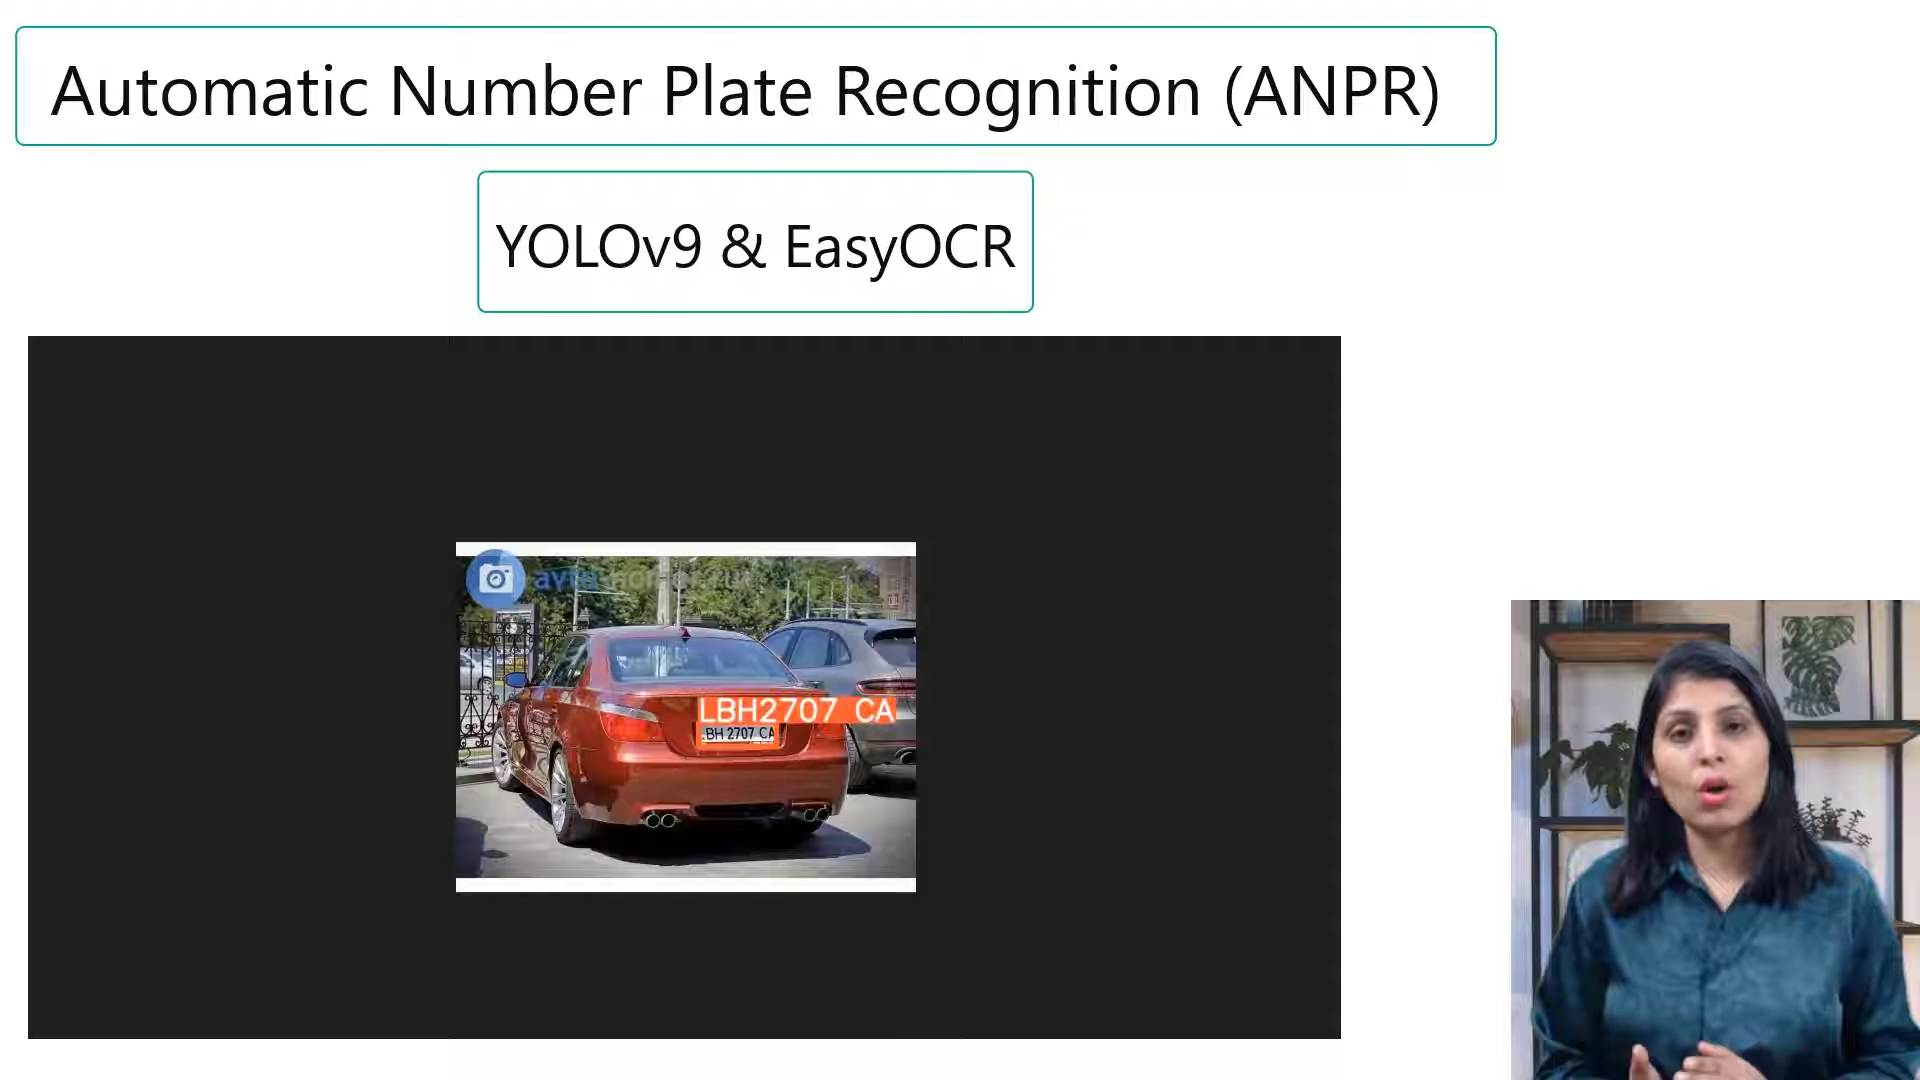 Automatic Number Plate Recognition (ANPR)
YOLOv9 & EasyOCR
LBH2707 CA
BH 2707 CA